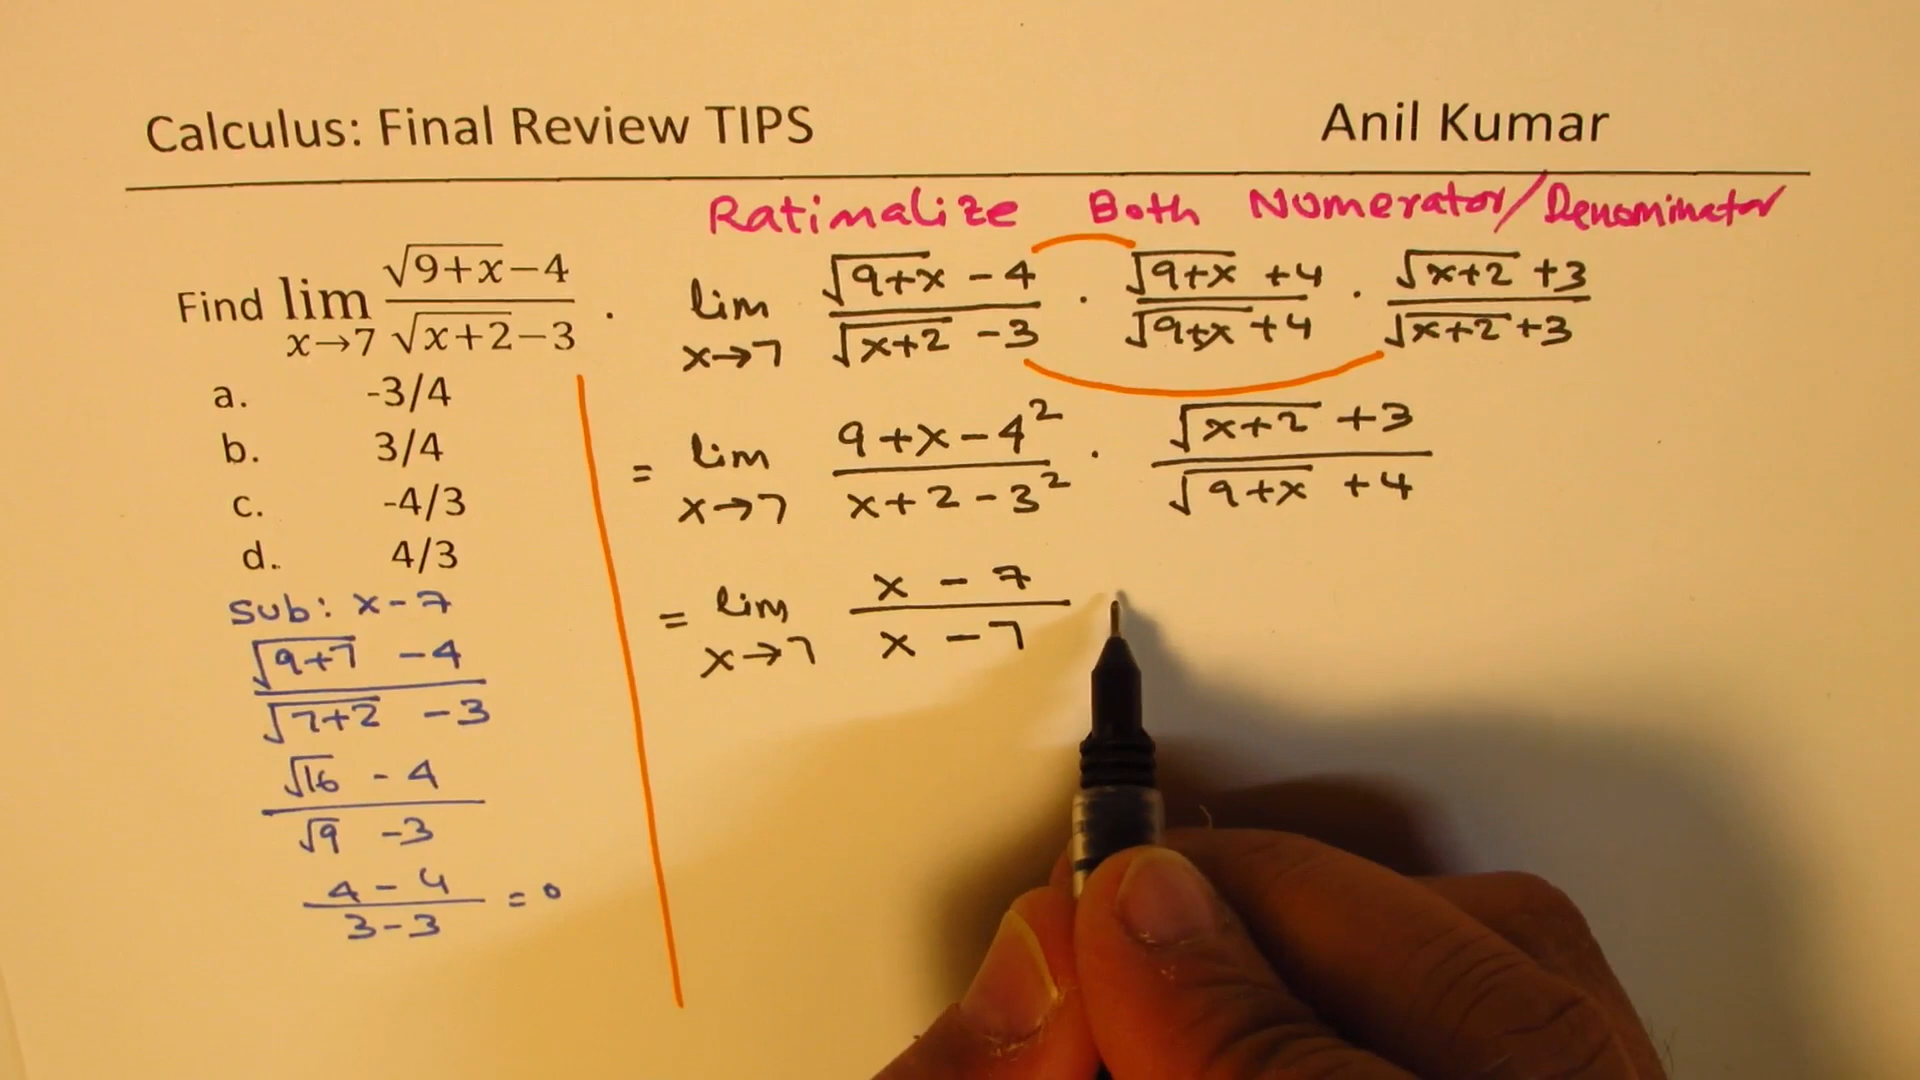 Calculus: Final Review TIPS
Anil Kumar
Ratimalize Both Numerator/Denominator
Find lim x→7 (√(9+x) −4)/(√(x+2) −3) .
a. -3/4
b. 3/4
c. -4/3
d. 4/3
sub: x - 7
(√(9+7) - 4)/(√(7+2) - 3)
(√16 - 4)/(√9 - 3)
(4 - 4)/(3 - 3) = 0
lim x→7 (√(9+x) - 4)/(√(x+2) - 3) · (√(9+x) + 4)/(√(9+x) + 4) · (√(x+2) + 3)/(√(x+2) + 3)
= lim x→7 (9+x-4²)/(x+2-3²) · (√(x+2) + 3)/(√(9+x) + 4)
= lim x→7 (x - 7)/(x - 7)